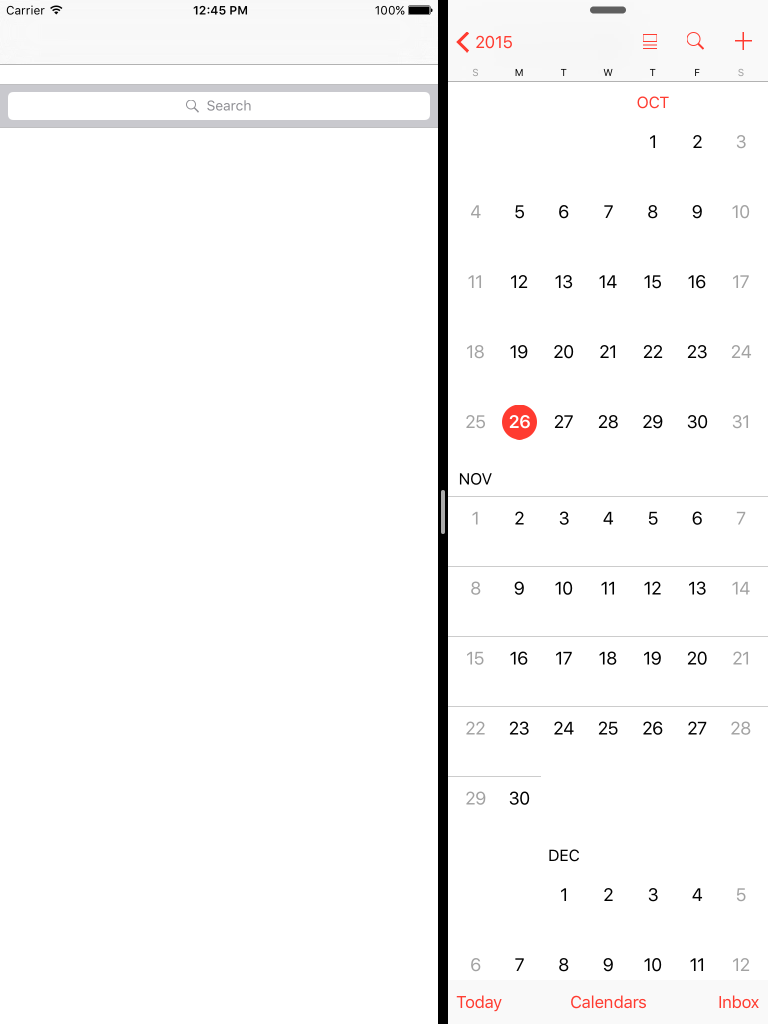 Carrier 12:45 PM 100%
Search
2015
S M T W T F S
OCT
1 2 3
4 5 6 7 8 9 10
11 12 13 14 15 16 17
18 19 20 21 22 23 24
25 26 27 28 29 30 31
NOV
1 2 3 4 5 6 7
8 9 10 11 12 13 14
15 16 17 18 19 20 21
22 23 24 25 26 27 28
29 30
DEC
1 2 3 4 5
6 7 8 9 10 11 12
Today Calendars Inbox